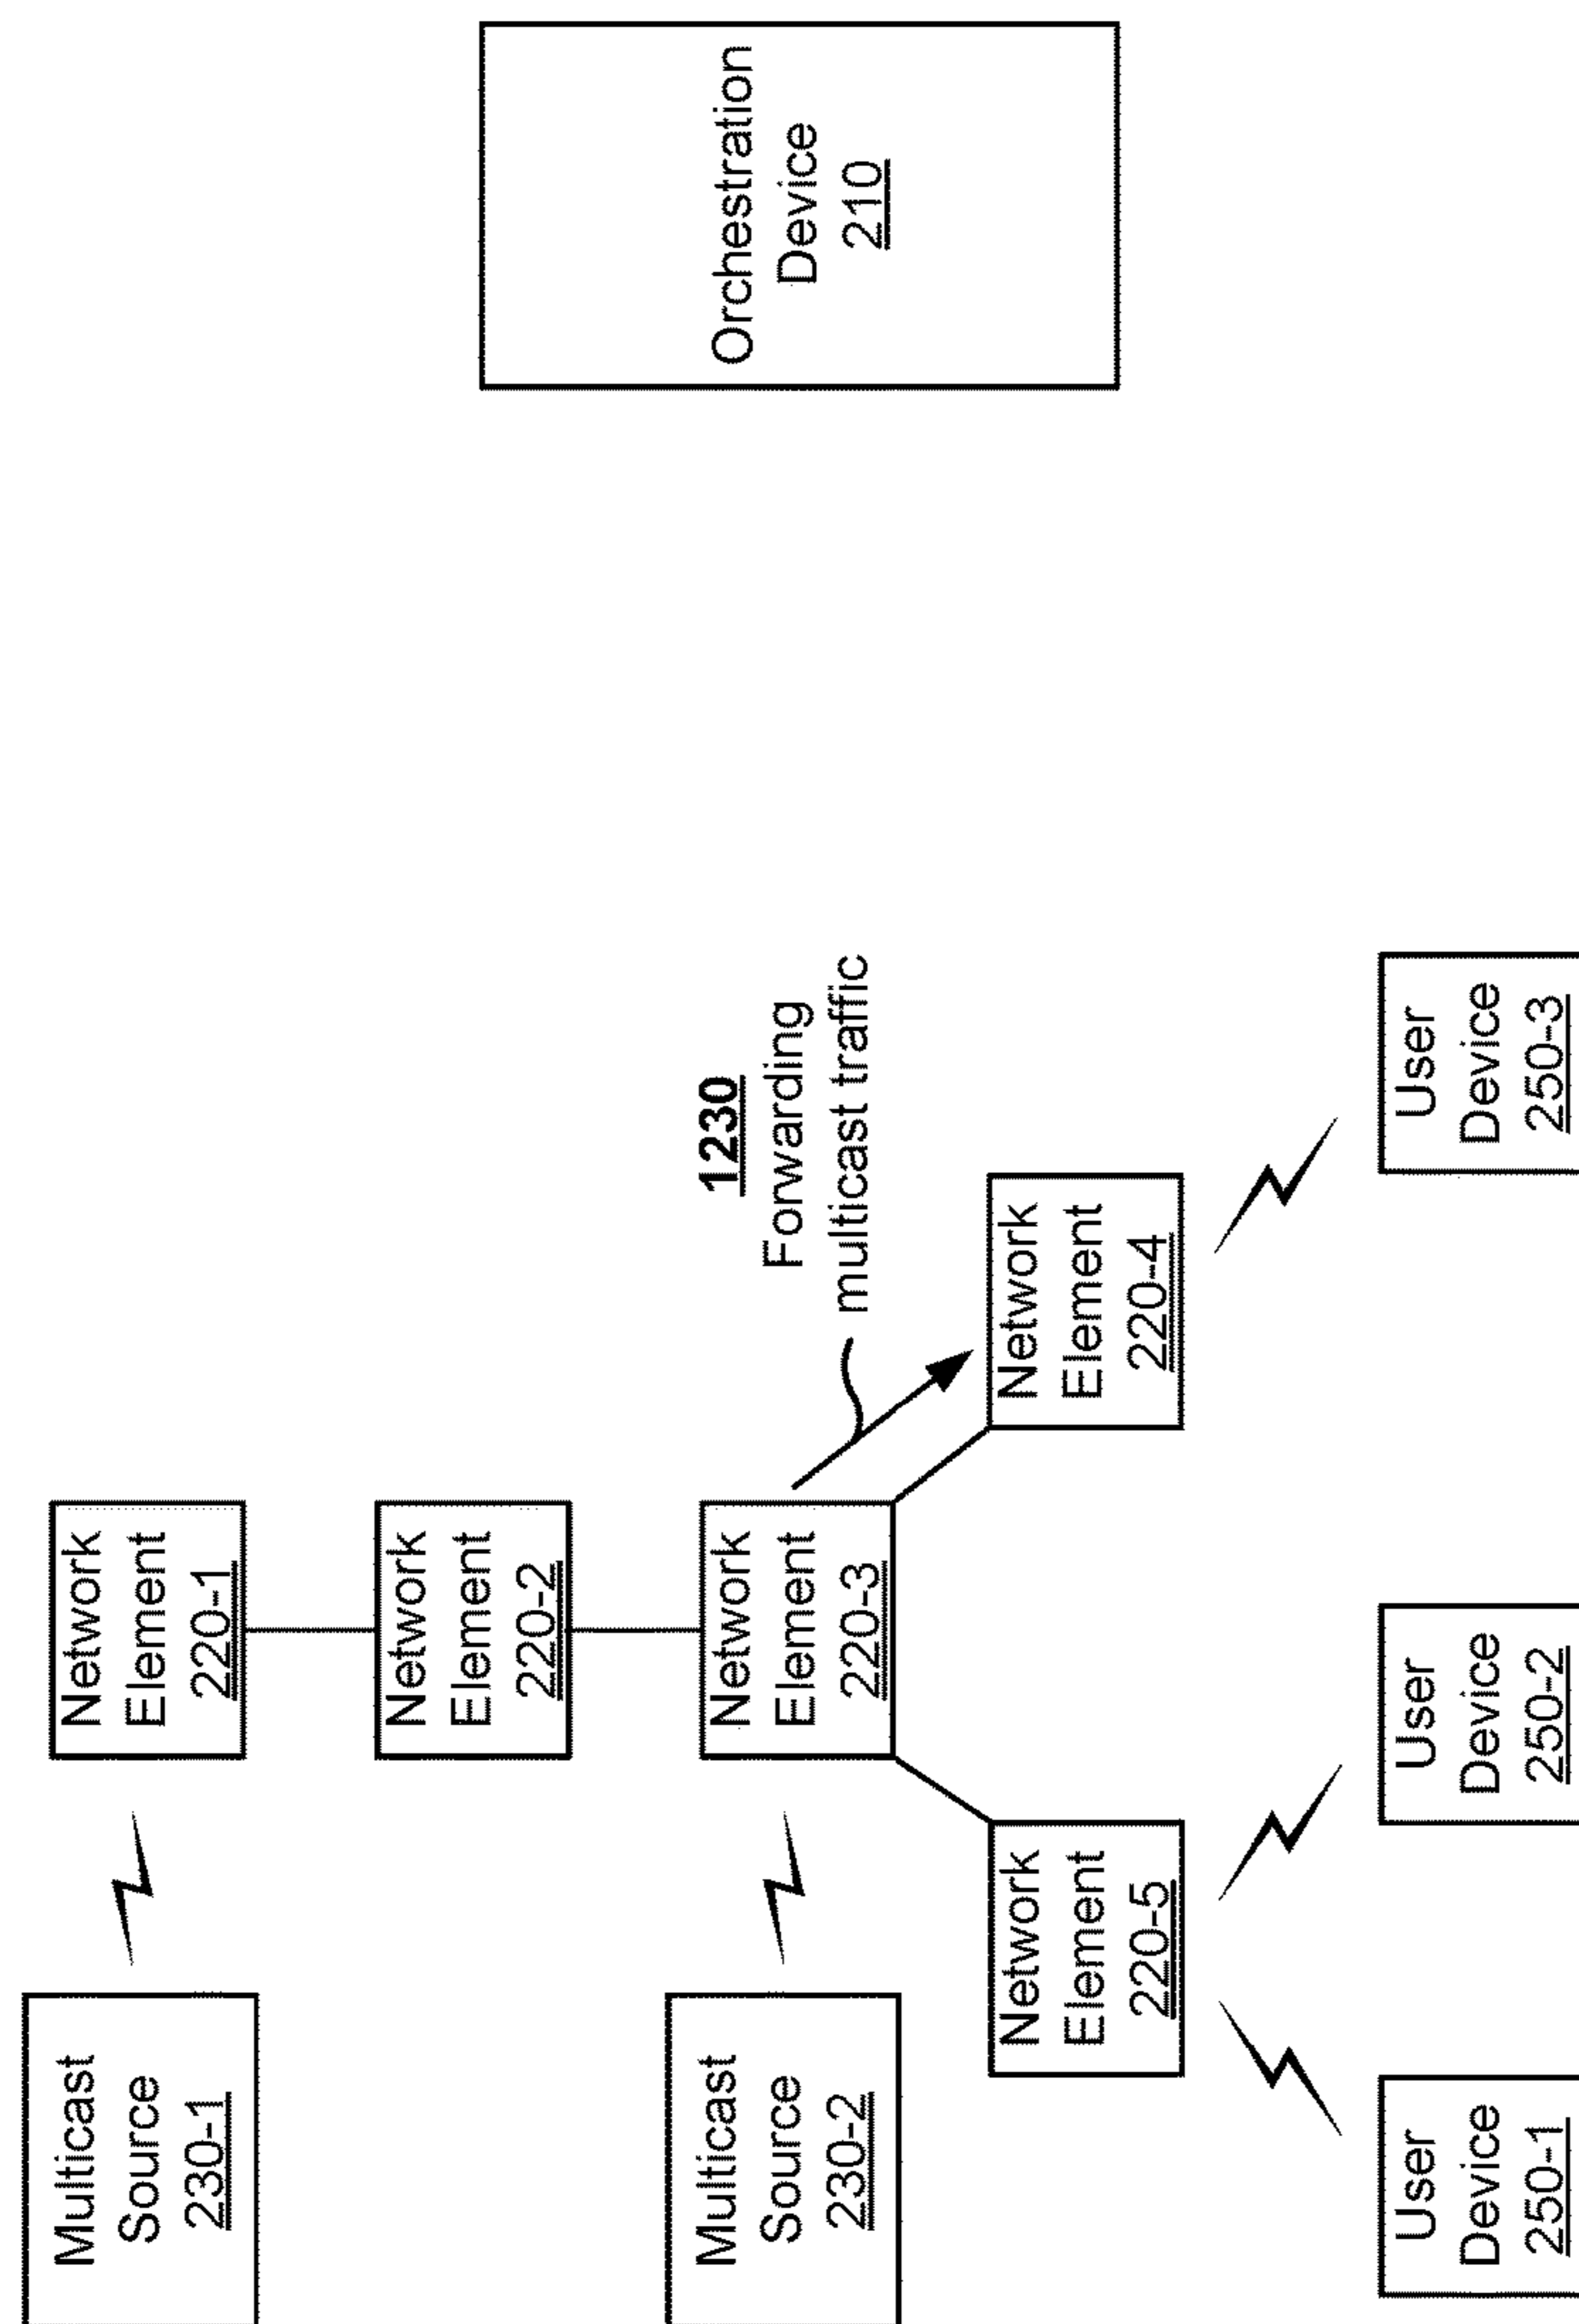 Multicast
Source
230-1
Network
Element
220-1
Network
Element
220-2
Orchestration
Device
210
Multicast
Source
230-2
Network
Element
220-3
1230
Forwarding
multicast traffic
Network
Element
220-5
Network
Element
220-4
User
Device
250-1
User
Device
250-2
User
Device
250-3